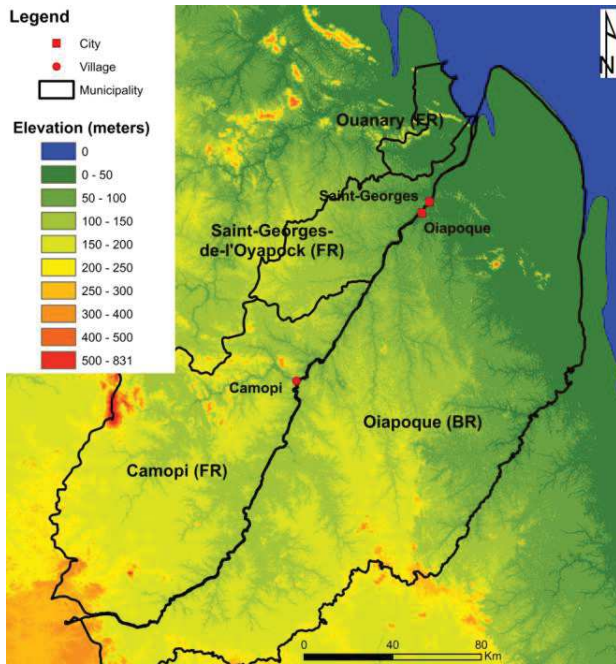 Legend
City
Village
Municipality
Elevation (meters)
0
0 - 50
50 - 100
100 - 150
150 - 200
200 - 250
250 - 300
300 - 400
400 - 500
500 - 831
N
Ouanary (FR)
Saint-Georges
Oiapoque
Saint-Georges-
de-l'Oyapock (FR)
Camopi
Oiapoque (BR)
Camopi (FR)
0 40 80
Km